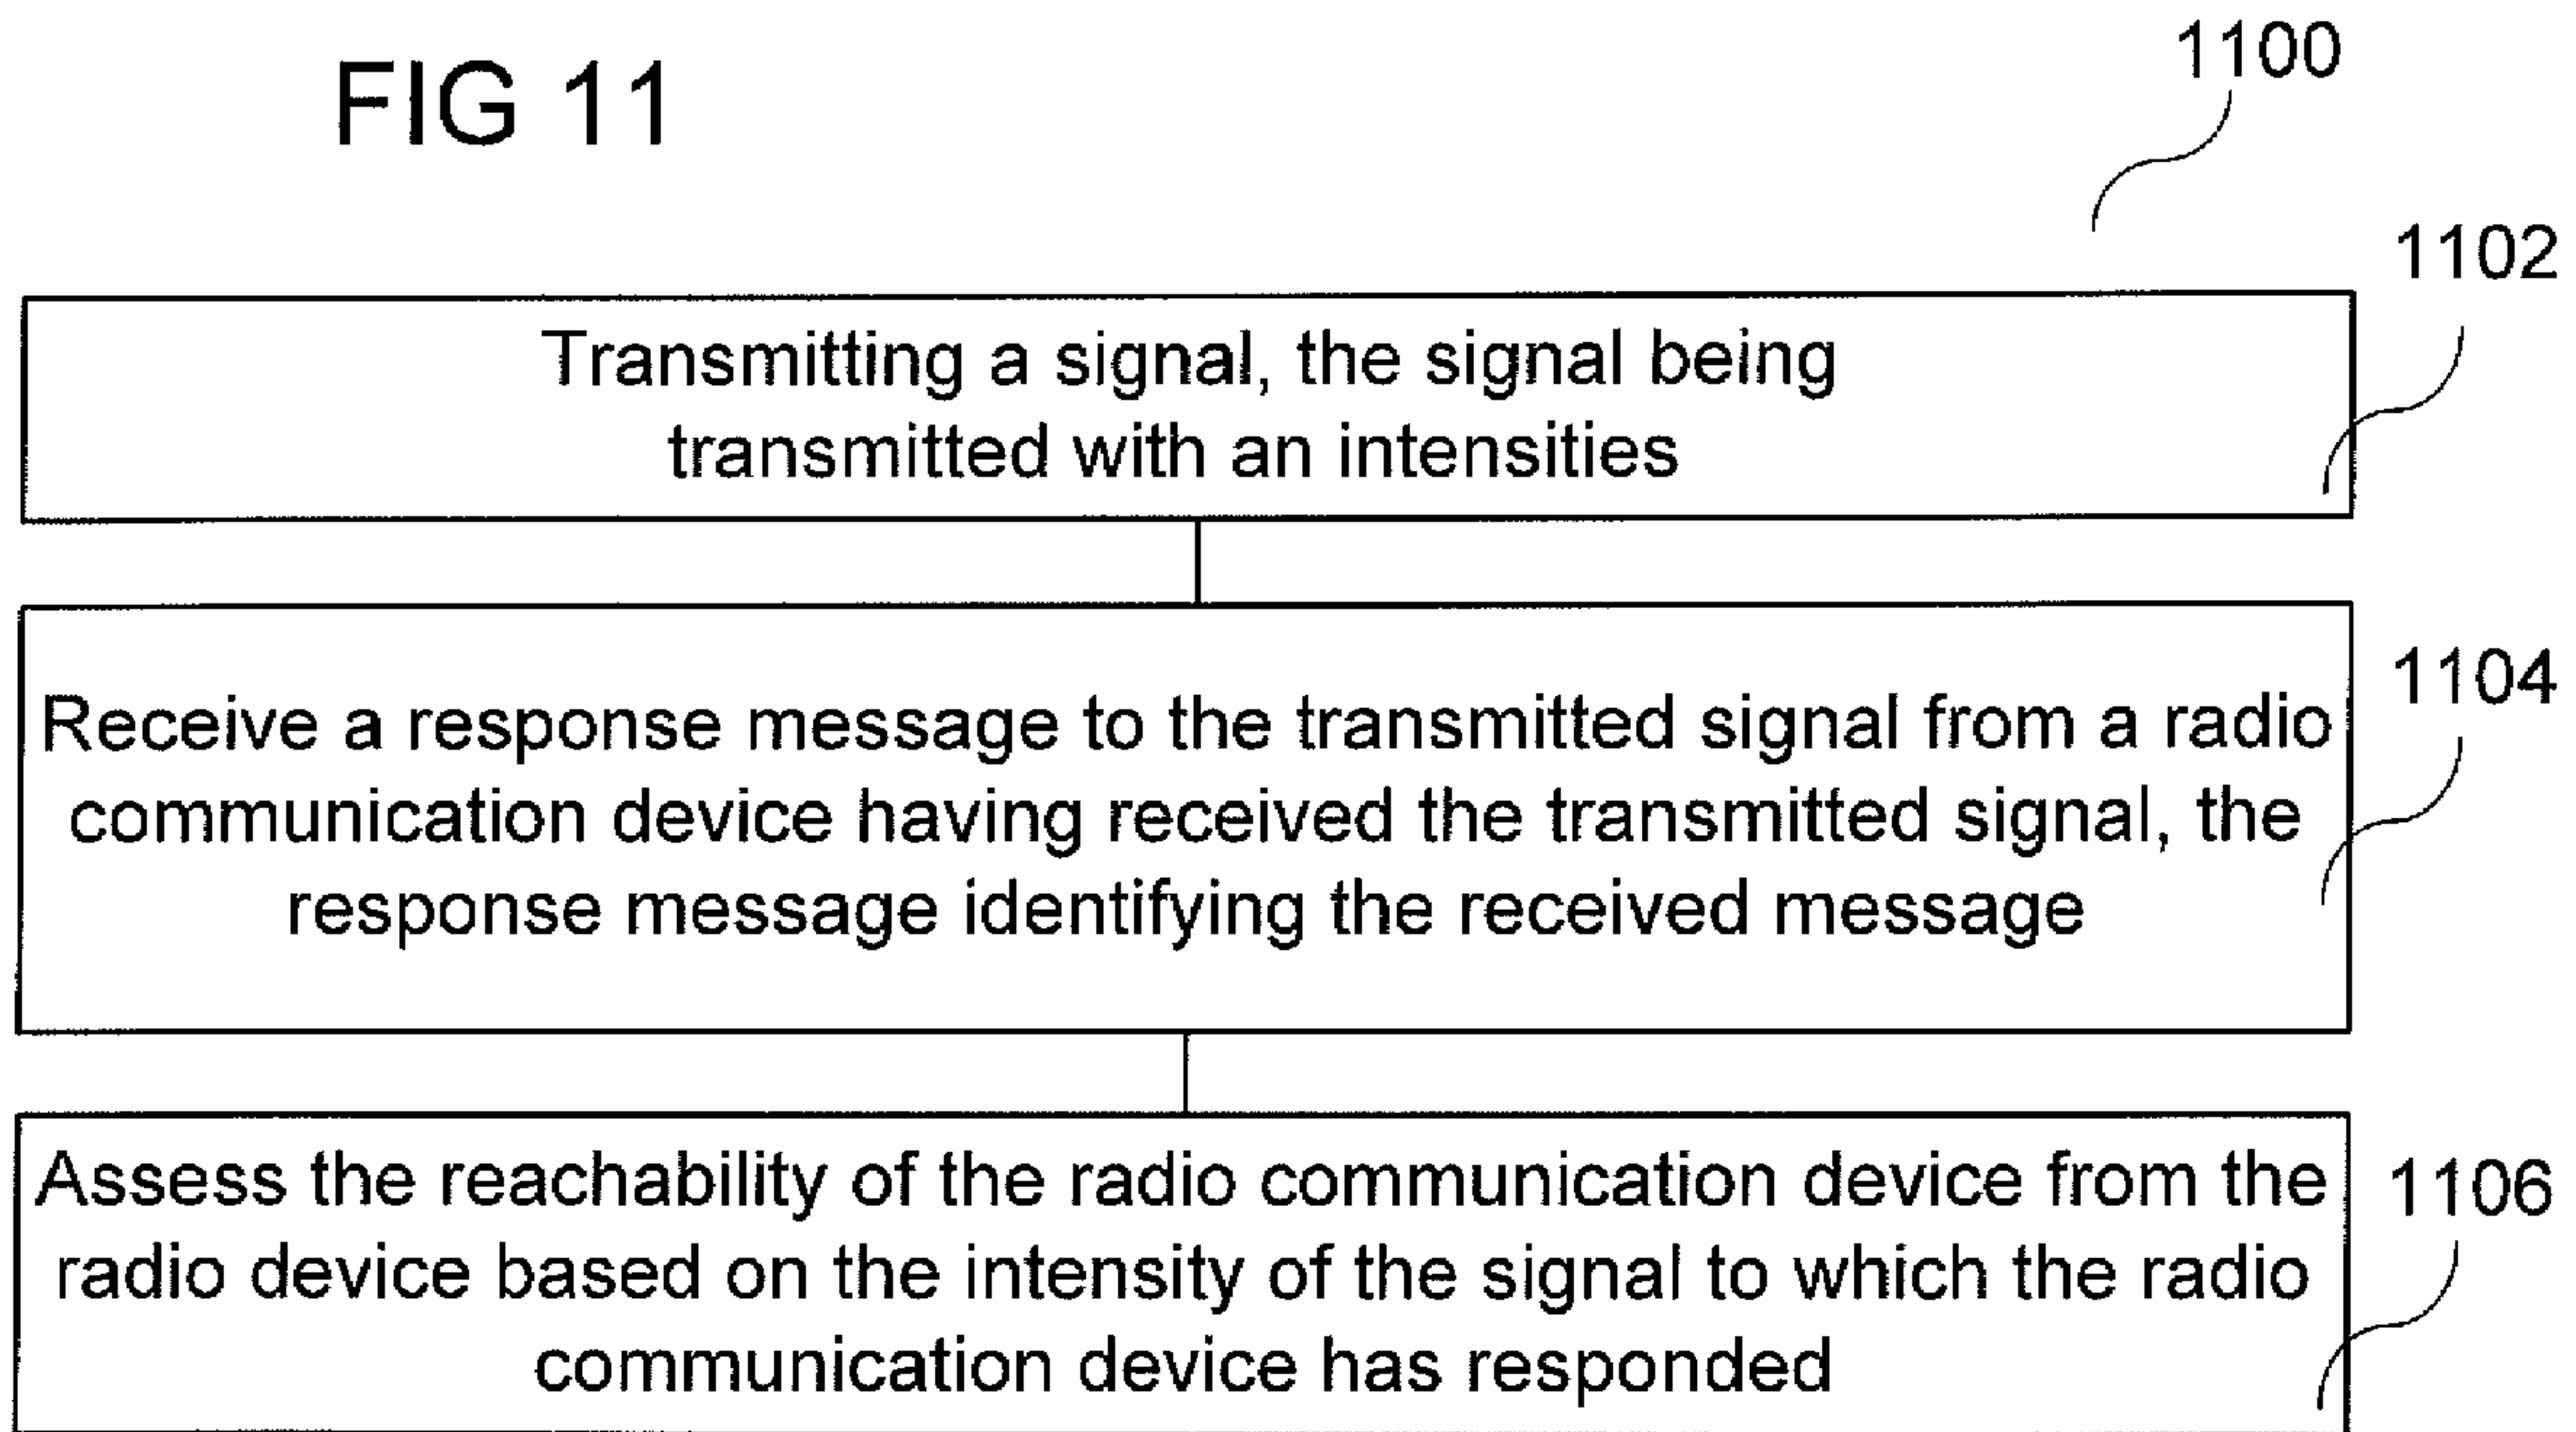 FIG 11
1100
1102
Transmitting a signal, the signal being
transmitted with an intensities
1104
Receive a response message to the transmitted signal from a radio
communication device having received the transmitted signal, the
response message identifying the received message
1106
Assess the reachability of the radio communication device from the
radio device based on the intensity of the signal to which the radio
communication device has responded